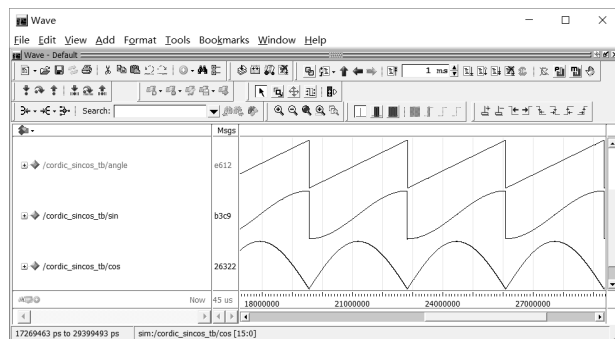 Wave
File Edit View Add Format Tools Bookmarks Window Help
Wave - Default
1 ms
Search:
Msgs
/cordic_sincos_tb/angle e612
/cordic_sincos_tb/sin b3c9
/cordic_sincos_tb/cos 26322
Now 45 us 18000000 21000000 24000000 27000000
17269463 ps to 29399493 ps sim:/cordic_sincos_tb/cos [15:0]